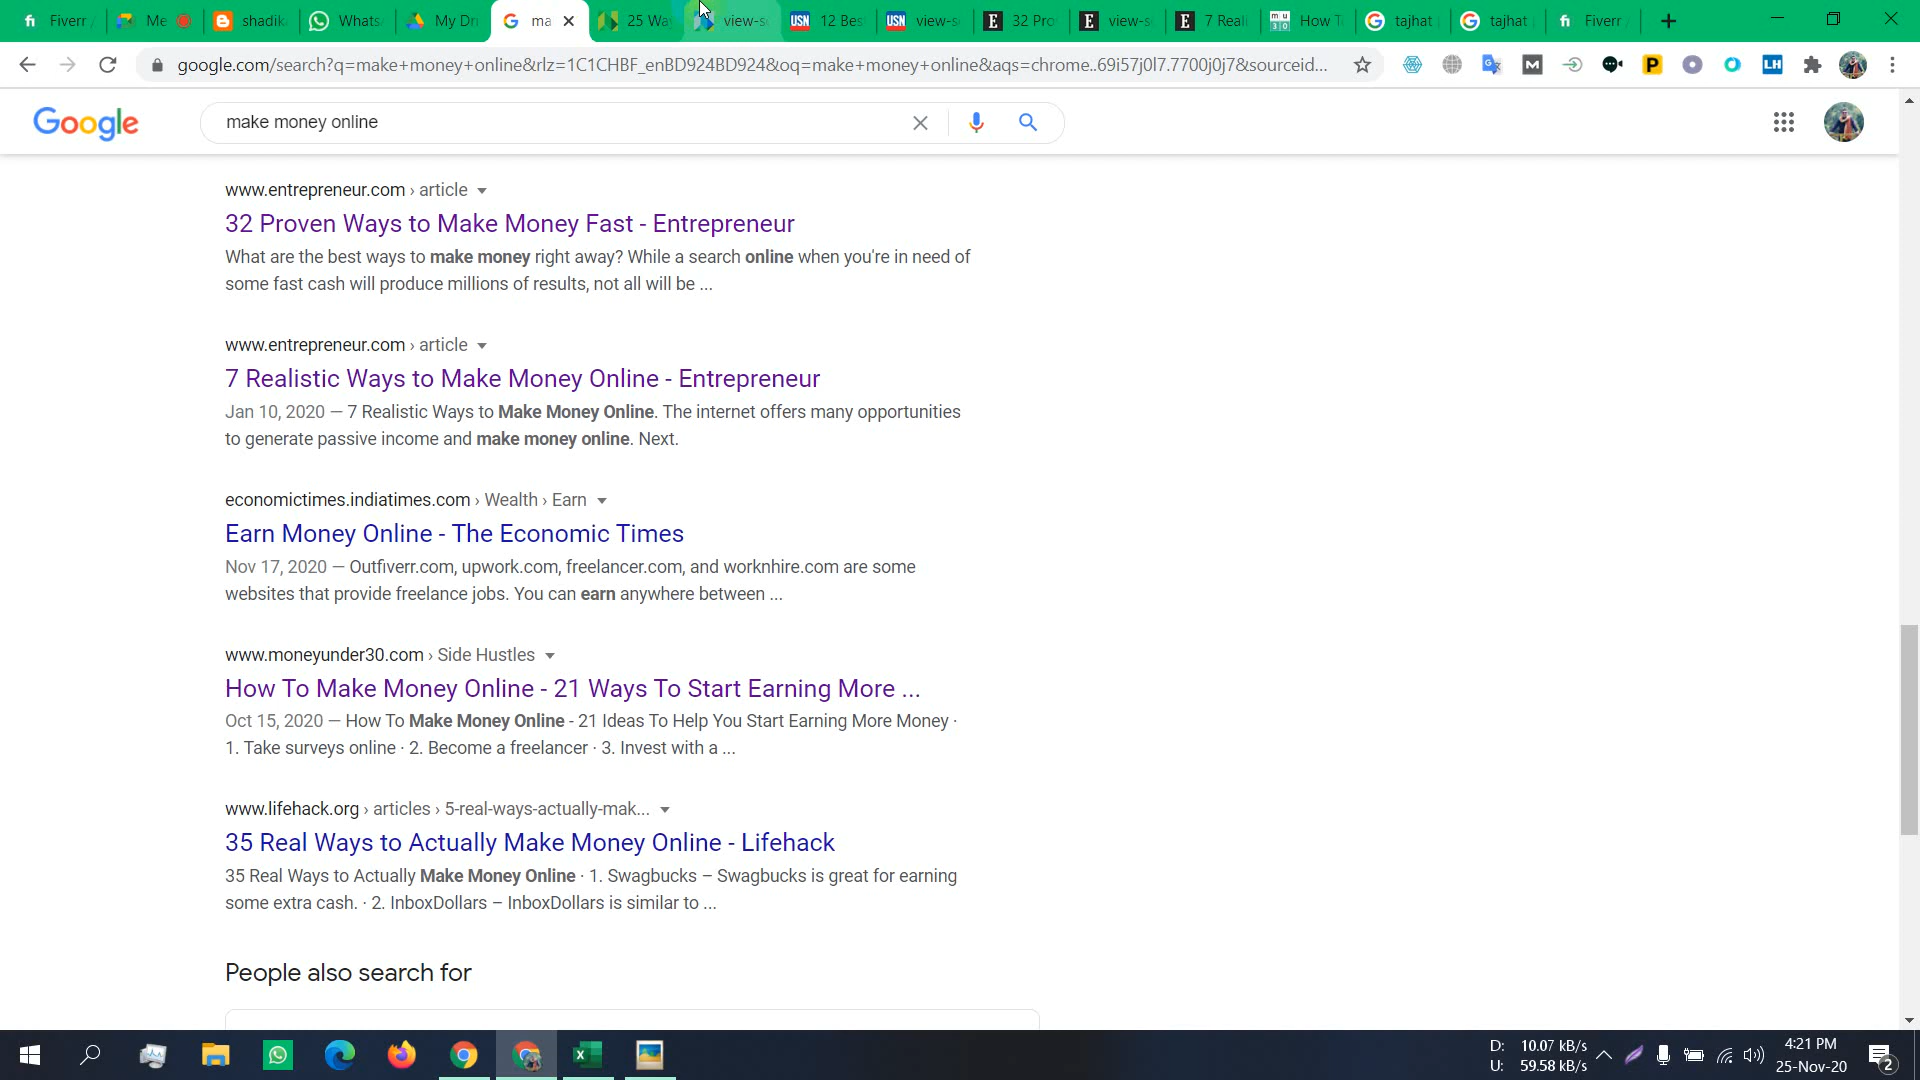 Fiverr
Me
shadik
Whats
My Dri
ma
25 Wa
view-s
12 Bes
view-s
32 Pro
view-s
7 Real
How T
tajhat
tajhat
Fiverr
google.com/search?q=make+money+online&rlz=1C1CHBF_enBD924BD924&oq=make+money+online&aqs=chrome..69i57j0l7.7700j0j7&sourceid...
Google
make money online
www.entrepreneur.com › article
32 Proven Ways to Make Money Fast - Entrepreneur
What are the best ways to make money right away? While a search online when you're in need of
some fast cash will produce millions of results, not all will be ...
www.entrepreneur.com › article
7 Realistic Ways to Make Money Online - Entrepreneur
Jan 10, 2020 — 7 Realistic Ways to Make Money Online. The internet offers many opportunities
to generate passive income and make money online. Next.
economictimes.indiatimes.com › Wealth › Earn
Earn Money Online - The Economic Times
Nov 17, 2020 — Outfiverr.com, upwork.com, freelancer.com, and worknhire.com are some
websites that provide freelance jobs. You can earn anywhere between ...
www.moneyunder30.com › Side Hustles
How To Make Money Online - 21 Ways To Start Earning More ...
Oct 15, 2020 — How To Make Money Online - 21 Ideas To Help You Start Earning More Money ·
1. Take surveys online · 2. Become a freelancer · 3. Invest with a ...
www.lifehack.org › articles › 5-real-ways-actually-mak...
35 Real Ways to Actually Make Money Online - Lifehack
35 Real Ways to Actually Make Money Online · 1. Swagbucks – Swagbucks is great for earning
some extra cash. · 2. InboxDollars – InboxDollars is similar to ...
People also search for
D: 10.07 kB/s
U: 59.58 kB/s
4:21 PM
25-Nov-20
2